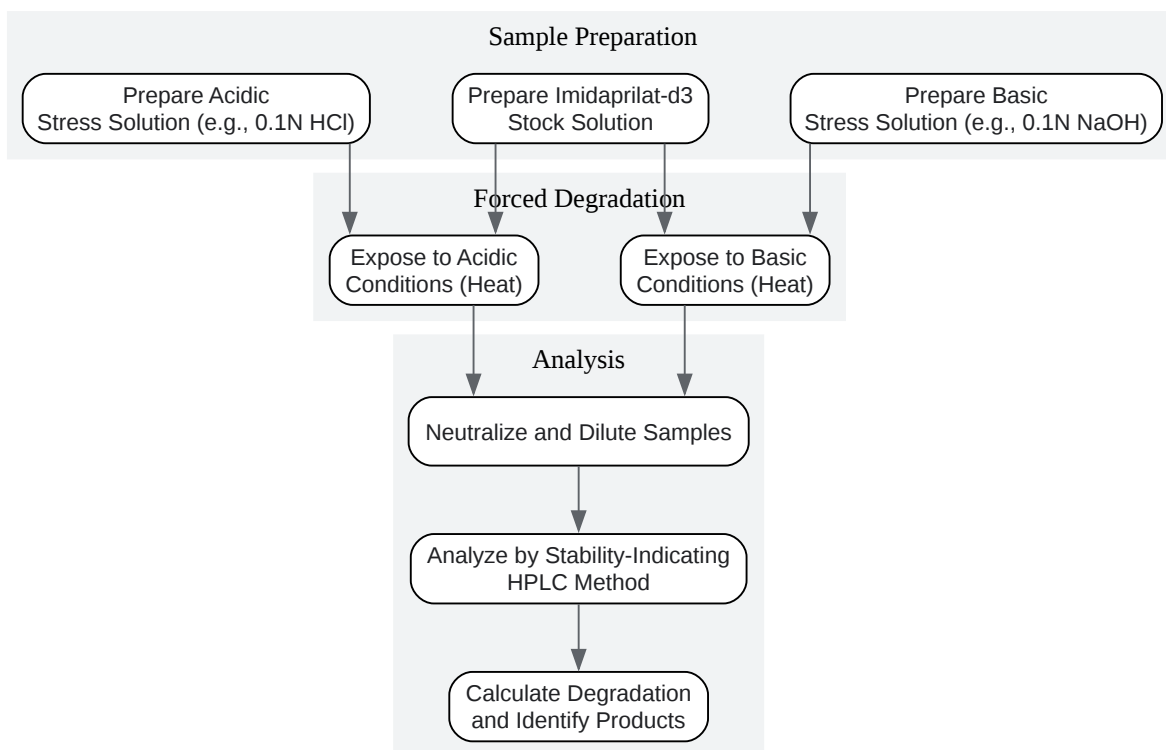 Sample Preparation
Prepare Acidic
Stress Solution (e.g., 0.1N HCl)
Prepare Imidaprilat-d3
Stock Solution
Prepare Basic
Stress Solution (e.g., 0.1N NaOH)
Forced Degradation
Expose to Acidic
Conditions (Heat)
Expose to Basic
Conditions (Heat)
Analysis
Neutralize and Dilute Samples
Analyze by Stability-Indicating
HPLC Method
Calculate Degradation
and Identify Products